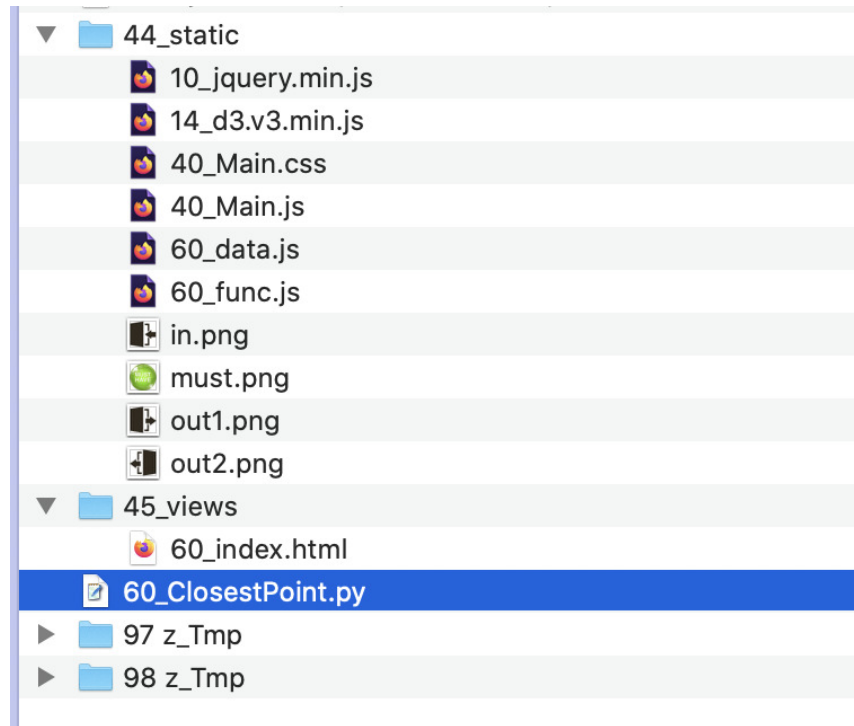 44_static
10_jquery.min.js
14_d3.v3.min.js
40_Main.css
40_Main.js
60_data.js
60_func.js
in.png
must.png
out1.png
out2.png
45_views
60_index.html
60_ClosestPoint.py
97 z_Tmp
98 z_Tmp